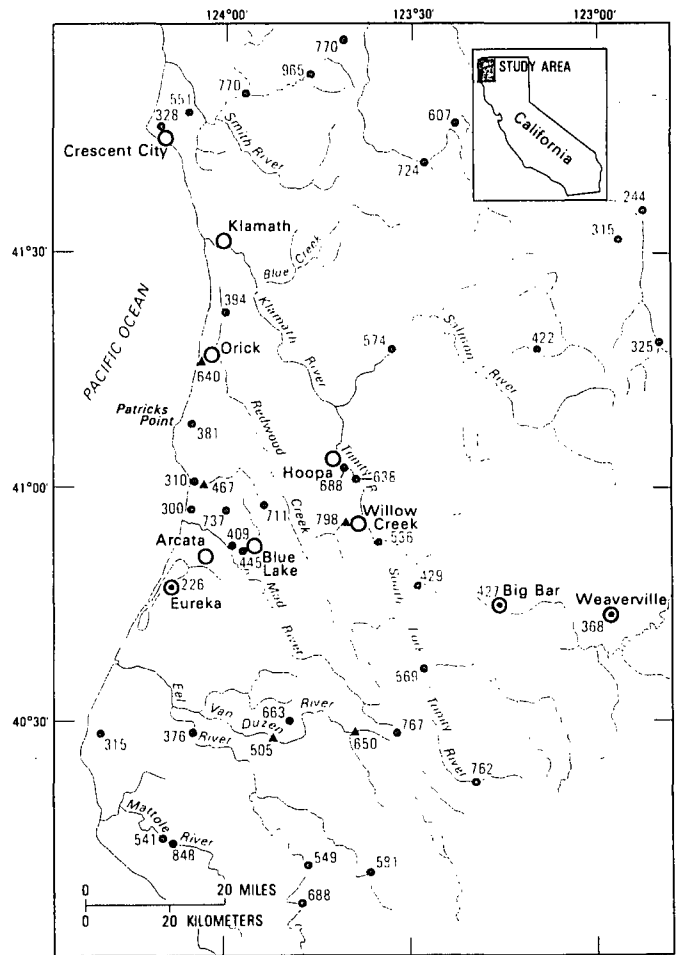 124°00'
123°30'
123°00'
770
965
770
551
328
Crescent City
Smith River
607
724
STUDY AREA
California
244
315
41°30'
Klamath
Blue Creek
394
Klamath River
574
Salmon River
422
325
PACIFIC OCEAN
Orick
640
Patricks Point
381
Redwood Creek
Trinity R
Hoopa
688
638
41°00'
310
467
300
737
711
798
Willow Creek
409
Arcata
445
Blue Lake
226
Eureka
Mad River
South Fork Trinity River
429
427
Big Bar
Weaverville
368
569
40°30'
Eel River
Van Duzen River
663
315
376
505
650
767
762
Mattole River
541
848
549
591
688
0 20 MILES
0 20 KILOMETERS